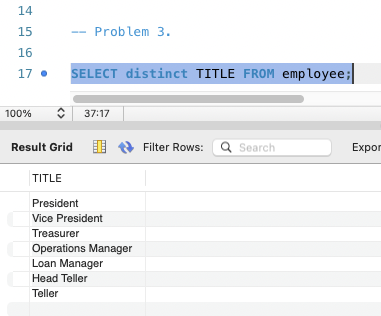 14
15 -- Problem 3.
16
17 SELECT distinct TITLE FROM employee;
100% 37:17
Result Grid Filter Rows: Search Expor
TITLE
President
Vice President
Treasurer
Operations Manager
Loan Manager
Head Teller
Teller